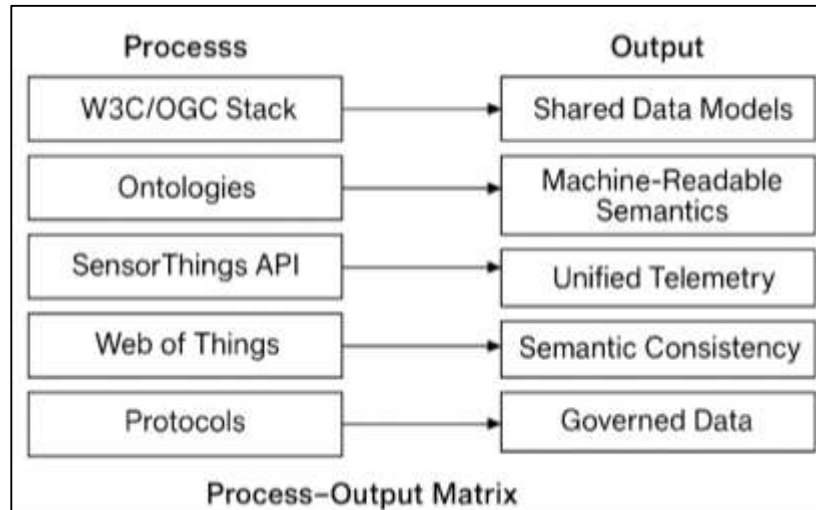 Processs
Output
W3C/OGC Stack
Shared Data Models
Ontologies
Machine-Readable
Semantics
SensorThings API
Unified Telemetry
Web of Things
Semantic Consistency
Protocols
Governed Data
Process–Output Matrix